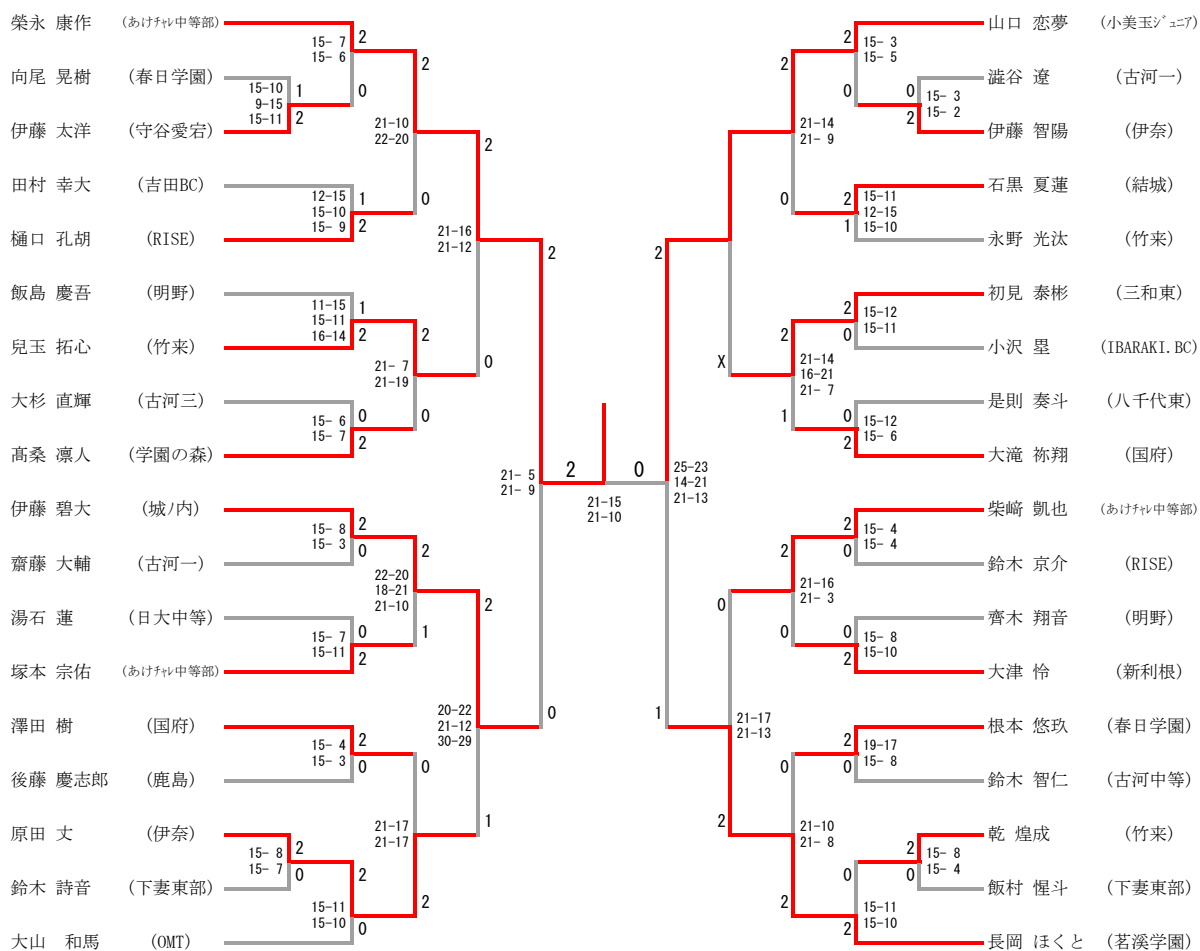 榮永 康作 (あけチャレ中等部)
向尾 晃樹 (春日学園)
伊藤 太洋 (守谷愛宕)
田村 幸大 (吉田BC)
樋口 孔胡 (RISE)
飯島 慶吾 (明野)
兒玉 拓心 (竹来)
大杉 直輝 (古河三)
髙桑 凛人 (学園の森)
伊藤 碧大 (城ノ内)
齋藤 大輔 (古河一)
湯石 蓮 (日大中等)
塚本 宗佑 (あけチャレ中等部)
澤田 樹 (国府)
後藤 慶志郎 (鹿島)
原田 丈 (伊奈)
鈴木 詩音 (下妻東部)
大山 和馬 (OMT)
15- 7 2
15- 6 0
15-10 1
9-15
15-11 2
12-15 1
15-10
15- 9 2
11-15 1
15-11
16-14 2
15- 6 0
15- 7 2
15- 8 2
15- 3 0
15- 7 0
15-11 2
15- 4 2
15- 3 0
15- 8 2
15- 7 0
15-11 2
15-10 0
21-10 2
22-20 0
21- 7 2
21-19 0
22-20 2
18-21
21-10 1
21-17 0
21-17 2
21-16 2
21-12 0
20-22 2
21-12
30-29 1
21- 5 2
21- 9 0
2 0
21-15
21-10
2 25-23
14-21
1 21-13
2 21-14
0 21- 9
X
2 21-14
16-21
1 21- 7
0 21-17
2 21-13
2 21-16
0 21- 3
0 21-10
2 21- 8
2 15- 3
0 15- 5
0 15- 3
2 15- 2
2 15-11
12-15
1 15-10
2 15-12
0 15-11
0 15-12
2 15- 6
2 15- 4
0 15- 4
0 15- 8
2 15-10
2 19-17
0 15- 8
2 15- 8
0 15- 4
0 15-11
2 15-10
山口 恋夢 (小美玉ジュニア)
澁谷 遼 (古河一)
伊藤 智陽 (伊奈)
石黒 夏蓮 (結城)
永野 光汰 (竹来)
初見 泰彬 (三和東)
小沢 塁 (IBARAKI.BC)
是則 奏斗 (八千代東)
大滝 祢翔 (国府)
柴﨑 凱也 (あけチャレ中等部)
鈴木 京介 (RISE)
齊木 翔音 (明野)
大津 怜 (新利根)
根本 悠玖 (春日学園)
鈴木 智仁 (古河中等)
乾 煌成 (竹来)
飯村 惺斗 (下妻東部)
長岡 ほくと (茗溪学園)